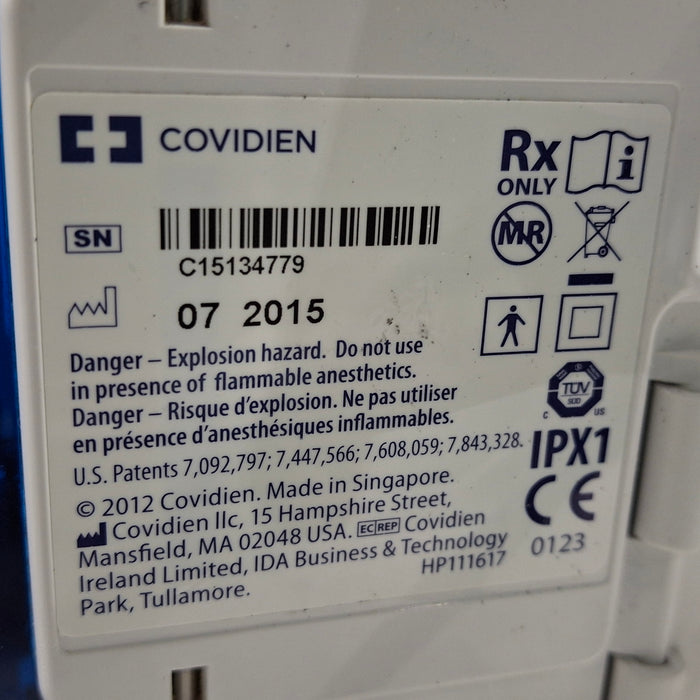 COVIDIEN
Rx
ONLY
SN
MR
C15134779
07 2015
Danger – Explosion hazard. Do not use
in presence of flammable anesthetics.
Danger – Risque d'explosion. Ne pas utiliser
en présence d'anesthésiques inflammables.
U.S. Patents 7,092,797; 7,447,566; 7,608,059; 7,843,328.
© 2012 Covidien. Made in Singapore.
Covidien llc, 15 Hampshire Street,
Mansfield, MA 02048 USA. EC REP Covidien
Ireland Limited, IDA Business & Technology
Park, Tullamore.
HP111617
TÜV
SÜD
C US
IPX1
CE
0123